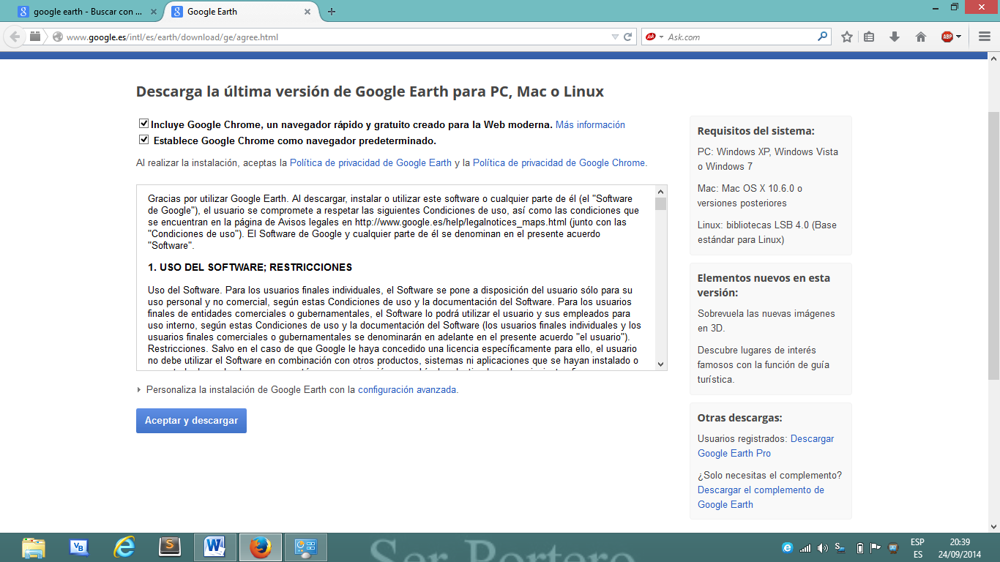 google earth - Buscar con ...
Google Earth
www.google.es/intl/es/earth/download/ge/agree.html
Ask
Ask.com
ABP
Descarga la última versión de Google Earth para PC, Mac o Linux
Incluye Google Chrome, un navegador rápido y gratuito creado para la Web moderna. Más información
Establece Google Chrome como navegador predeterminado.
Al realizar la instalación, aceptas la Política de privacidad de Google Earth y la Política de privacidad de Google Chrome.
Gracias por utilizar Google Earth. Al descargar, instalar o utilizar este software o cualquier parte de él (el "Software
de Google"), el usuario se compromete a respetar las siguientes Condiciones de uso, así como las condiciones que
se encuentran en la página de Avisos legales en http://www.google.es/help/legalnotices_maps.html (junto con las
"Condiciones de uso"). El Software de Google y cualquier parte de él se denominan en el presente acuerdo
"Software".
1. USO DEL SOFTWARE; RESTRICCIONES
Uso del Software. Para los usuarios finales individuales, el Software se pone a disposición del usuario sólo para su
uso personal y no comercial, según estas Condiciones de uso y la documentación del Software. Para los usuarios
finales de entidades comerciales o gubernamentales, el Software lo podrá utilizar el usuario y sus empleados para
uso interno, según estas Condiciones de uso y la documentación del Software (los usuarios finales individuales y los
usuarios finales comerciales o gubernamentales se denominarán en adelante en el presente acuerdo "el usuario").
Restricciones. Salvo en el caso de que Google le haya concedido una licencia específicamente para ello, el usuario
no debe utilizar el Software en combinación con otros productos, sistemas ni aplicaciones que se hayan instalado o
Personaliza la instalación de Google Earth con la configuración avanzada.
Aceptar y descargar
Requisitos del sistema:
PC: Windows XP, Windows Vista
o Windows 7
Mac: Mac OS X 10.6.0 o
versiones posteriores
Linux: bibliotecas LSB 4.0 (Base
estándar para Linux)
Elementos nuevos en esta
versión:
Sobrevuela las nuevas imágenes
en 3D.
Descubre lugares de interés
famosos con la función de guía
turística.
Otras descargas:
Usuarios registrados: Descargar
Google Earth Pro
¿Solo necesitas el complemento?
Descargar el complemento de
Google Earth
VB
Ser Portero
ESP
ES
20:39
24/09/2014